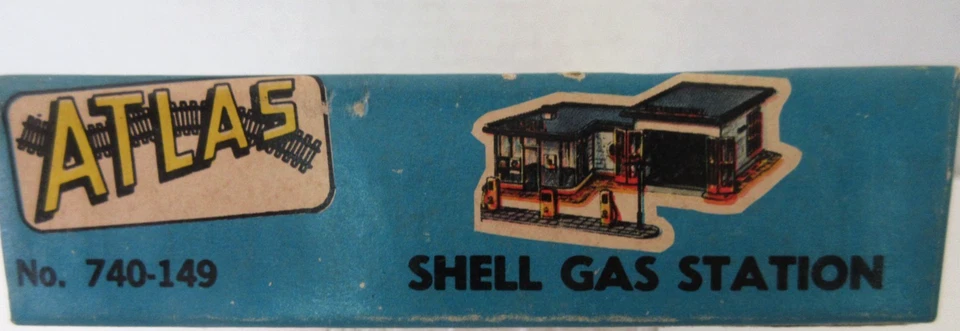 ATLAS
No. 740-149
SHELL GAS STATION